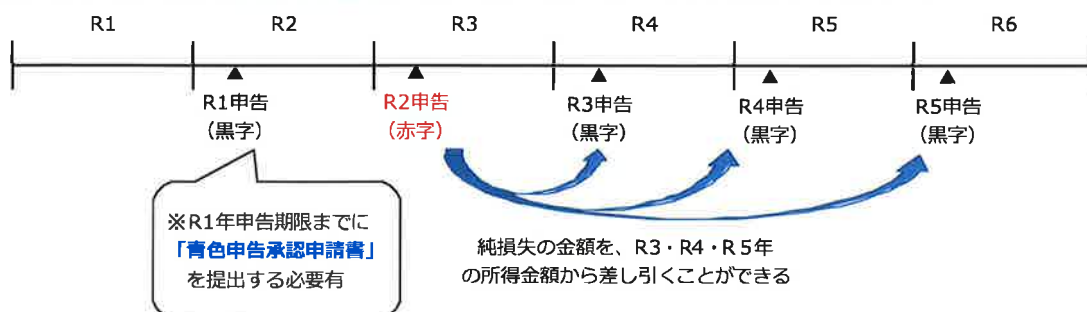 R1
R2
R3
R4
R5
R6
R1申告
(黒字)
R2申告
(赤字)
R3申告
(黒字)
R4申告
(黒字)
R5申告
(黒字)
※R1年申告期限までに
「青色申告承認申請書」
を提出する必要有
純損失の金額を、R3・R4・R5年
の所得金額から差し引くことができる